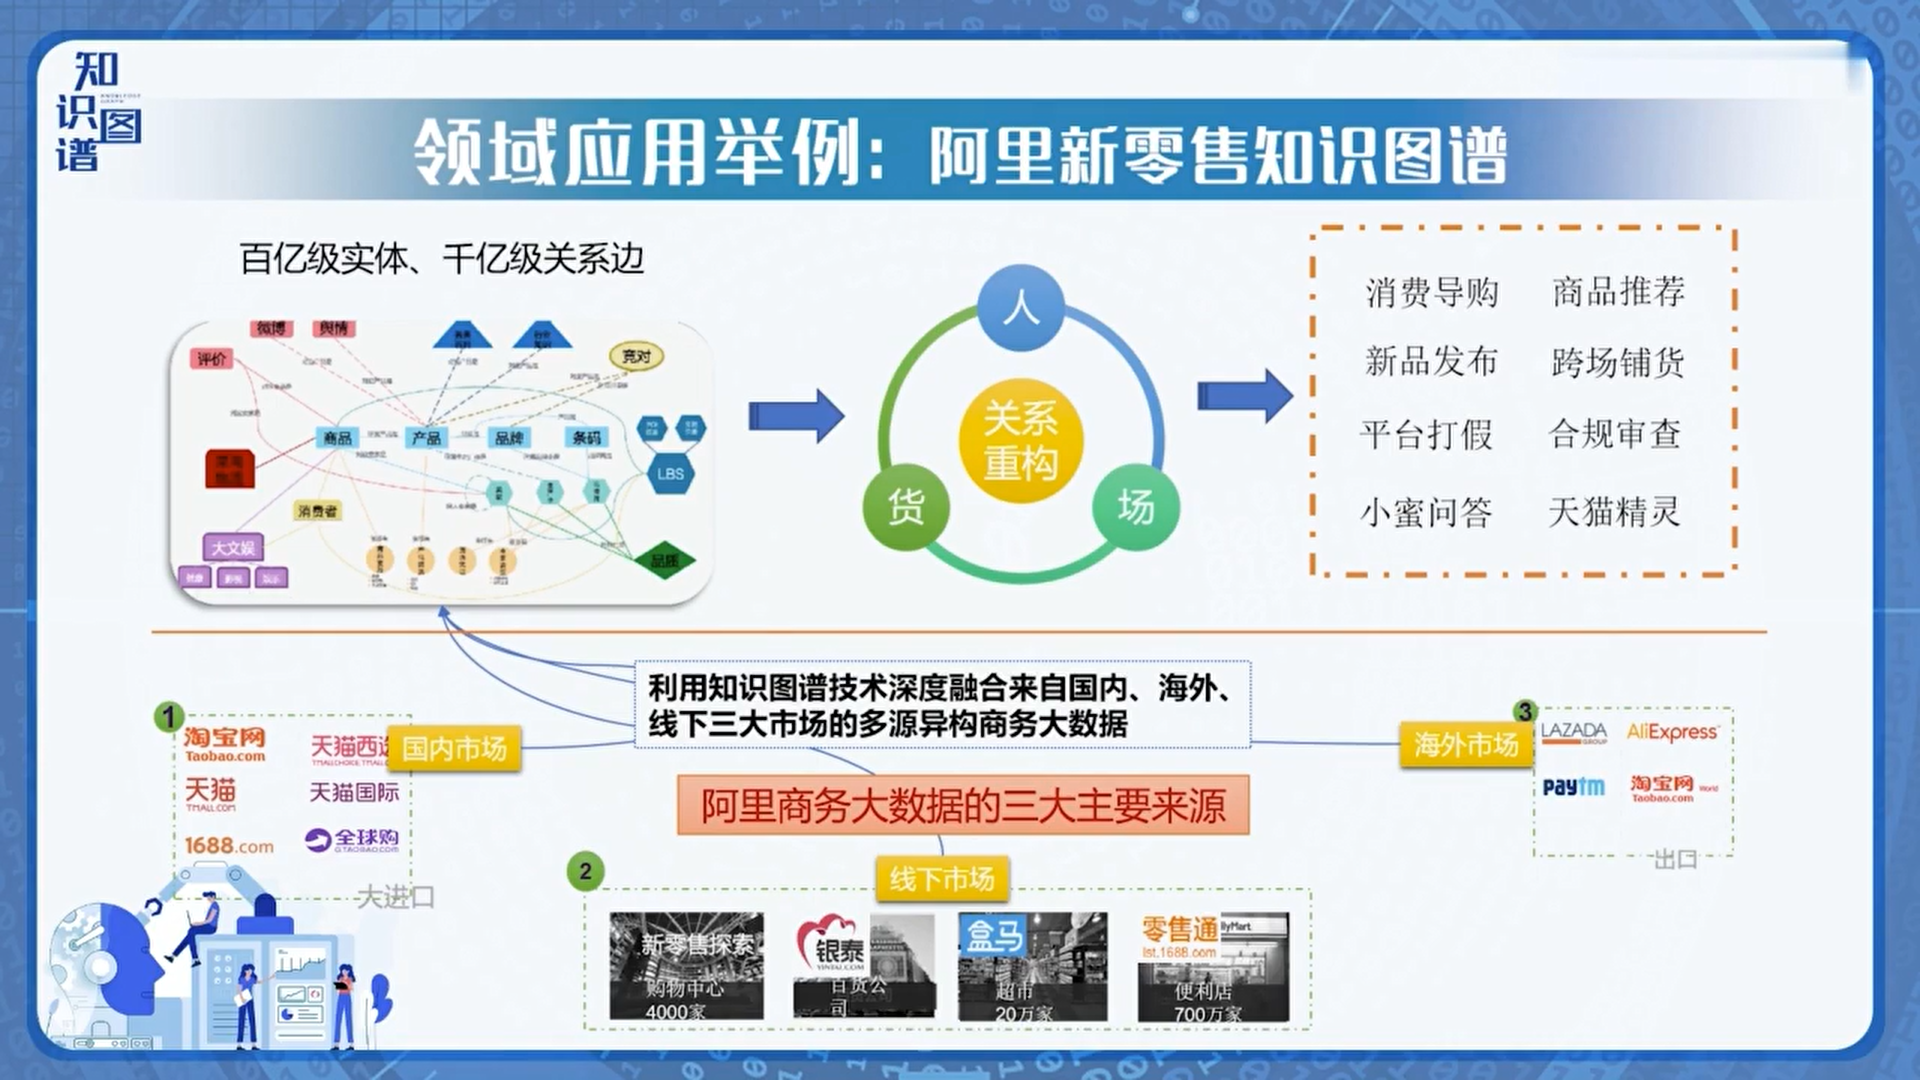 知识图谱
领域应用举例：阿里新零售知识图谱
百亿级实体、千亿级关系边
微博
舆情
评价
竞对
商品
产品
品牌
条码
LBS
消费者
大文娱
品质
人
关系
重构
货
场
消费导购 商品推荐
新品发布 跨场铺货
平台打假 合规审查
小蜜问答 天猫精灵
利用知识图谱技术深度融合来自国内、海外、
线下三大市场的多源异构商务大数据
阿里商务大数据的三大主要来源
1
国内市场
淘宝网
Taobao.com
天猫西选
天猫
TMALL.COM
天猫国际
1688.com
全球购
G.TAOBAO.COM
大进口
2
线下市场
新零售探索
购物中心
4000家
银泰
YINTAI.COM
百货公
司
盒马
超市
20万家
零售通
lst.1688.com
llyMart
便利店
700万家
3
海外市场
LAZADA
GROUP
AliExpress
paytm
淘宝网
Taobao.com
World
出口